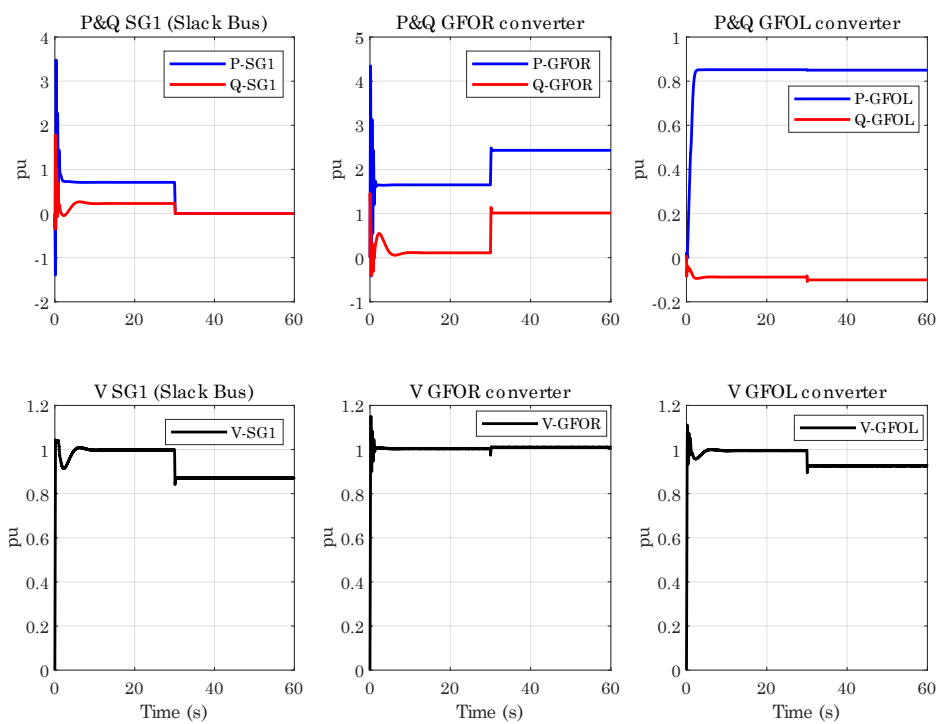 P&Q SG1 (Slack Bus)
4
3
2
1
0
-1
-2
pu
P-SG1
Q-SG1
0
20
40
60
P&Q GFOR converter
5
4
3
2
1
0
-1
pu
P-GFOR
Q-GFOR
0
20
40
60
P&Q GFOL converter
1
0.8
0.6
0.4
0.2
0
-0.2
pu
P-GFOL
Q-GFOL
0
20
40
60
V SG1 (Slack Bus)
1.2
1
0.8
0.6
0.4
0.2
0
pu
V-SG1
0
20
40
60
Time (s)
V GFOR converter
1.2
1
0.8
0.6
0.4
0.2
0
pu
V-GFOR
0
20
40
60
Time (s)
V GFOL converter
1.2
1
0.8
0.6
0.4
0.2
0
pu
V-GFOL
0
20
40
60
Time (s)